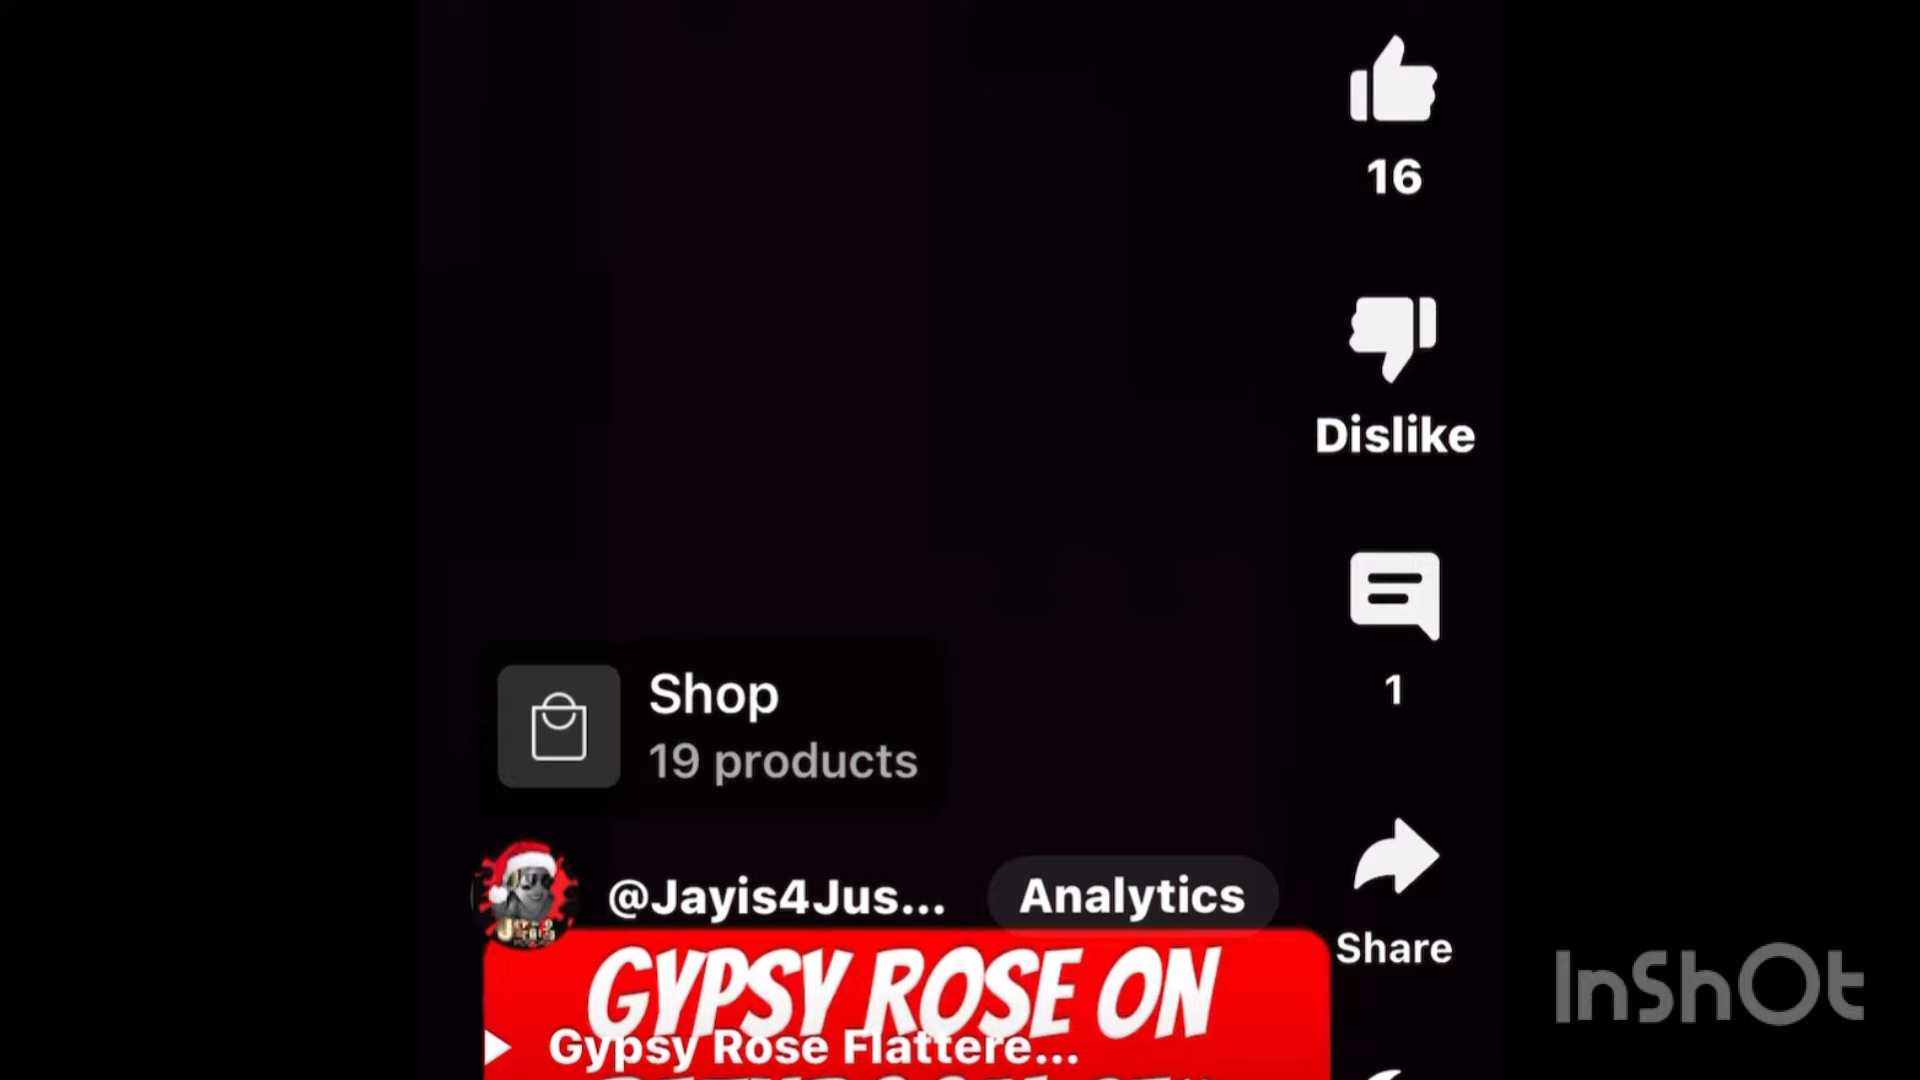 16
Dislike
1
Shop
19 products
@Jayis4Jus...
Analytics
Share
GYPSY ROSE ON
Gypsy Rose Flattere...
InShOt